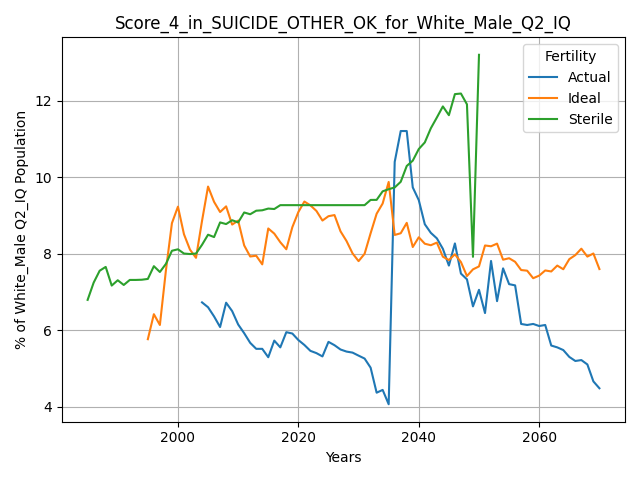 Score_4_in_SUICIDE_OTHER_OK_for_White_Male_Q2_IQ
% of White_Male Q2_IQ Population
12
10
8
6
4
2000
2020
2040
2060
Years
Fertility
Actual
Ideal
Sterile